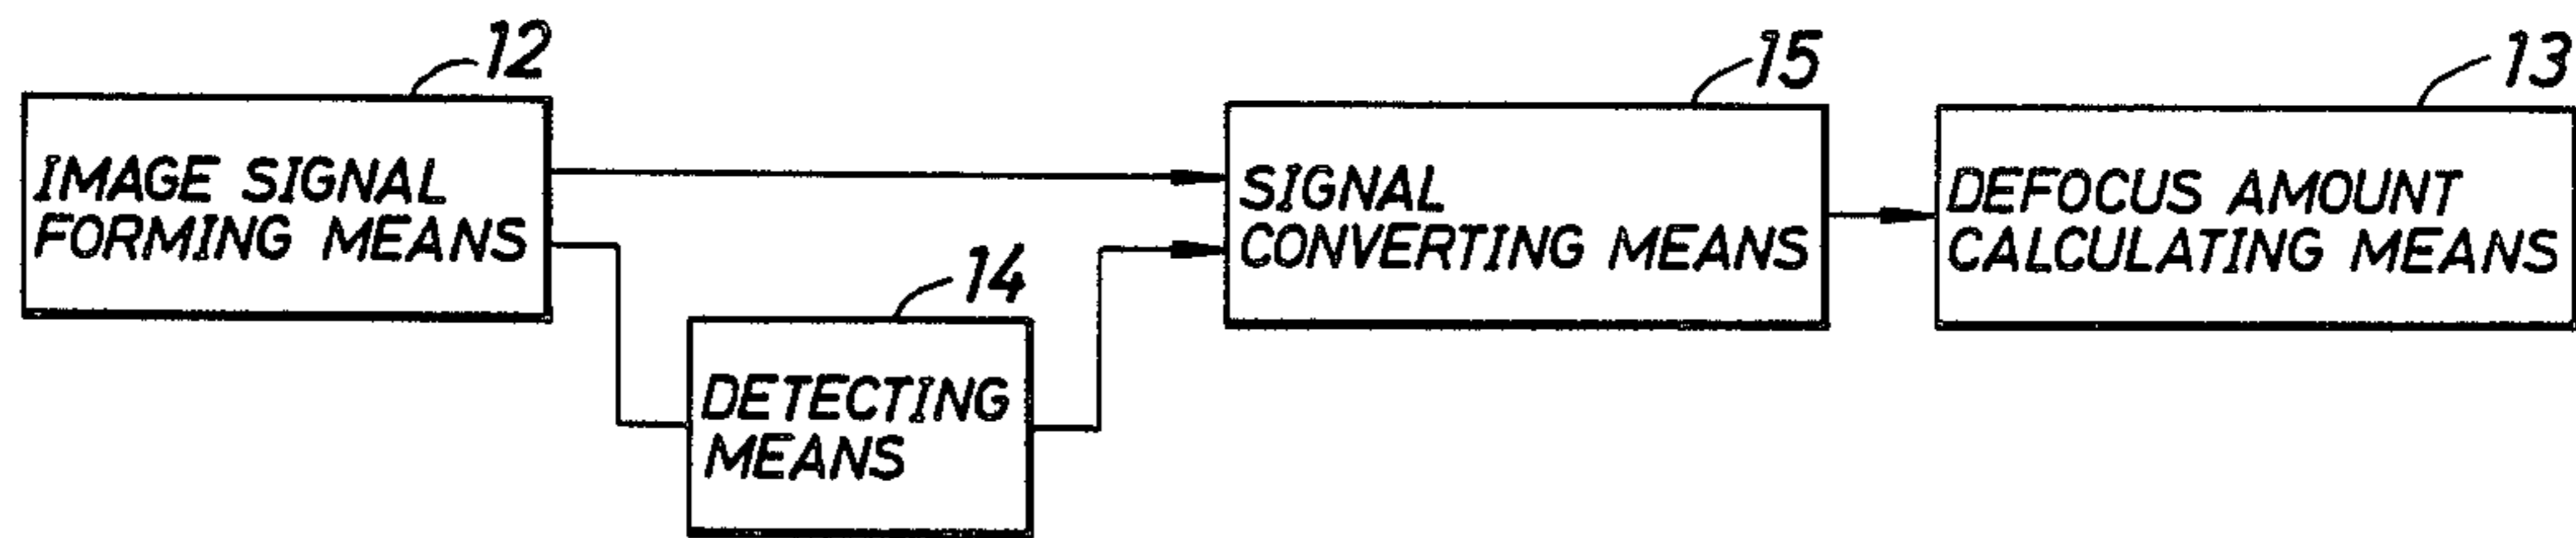 12
IMAGE SIGNAL
FORMING MEANS
14
DETECTING
MEANS
15
SIGNAL
CONVERTING MEANS
13
DEFOCUS AMOUNT
CALCULATING MEANS